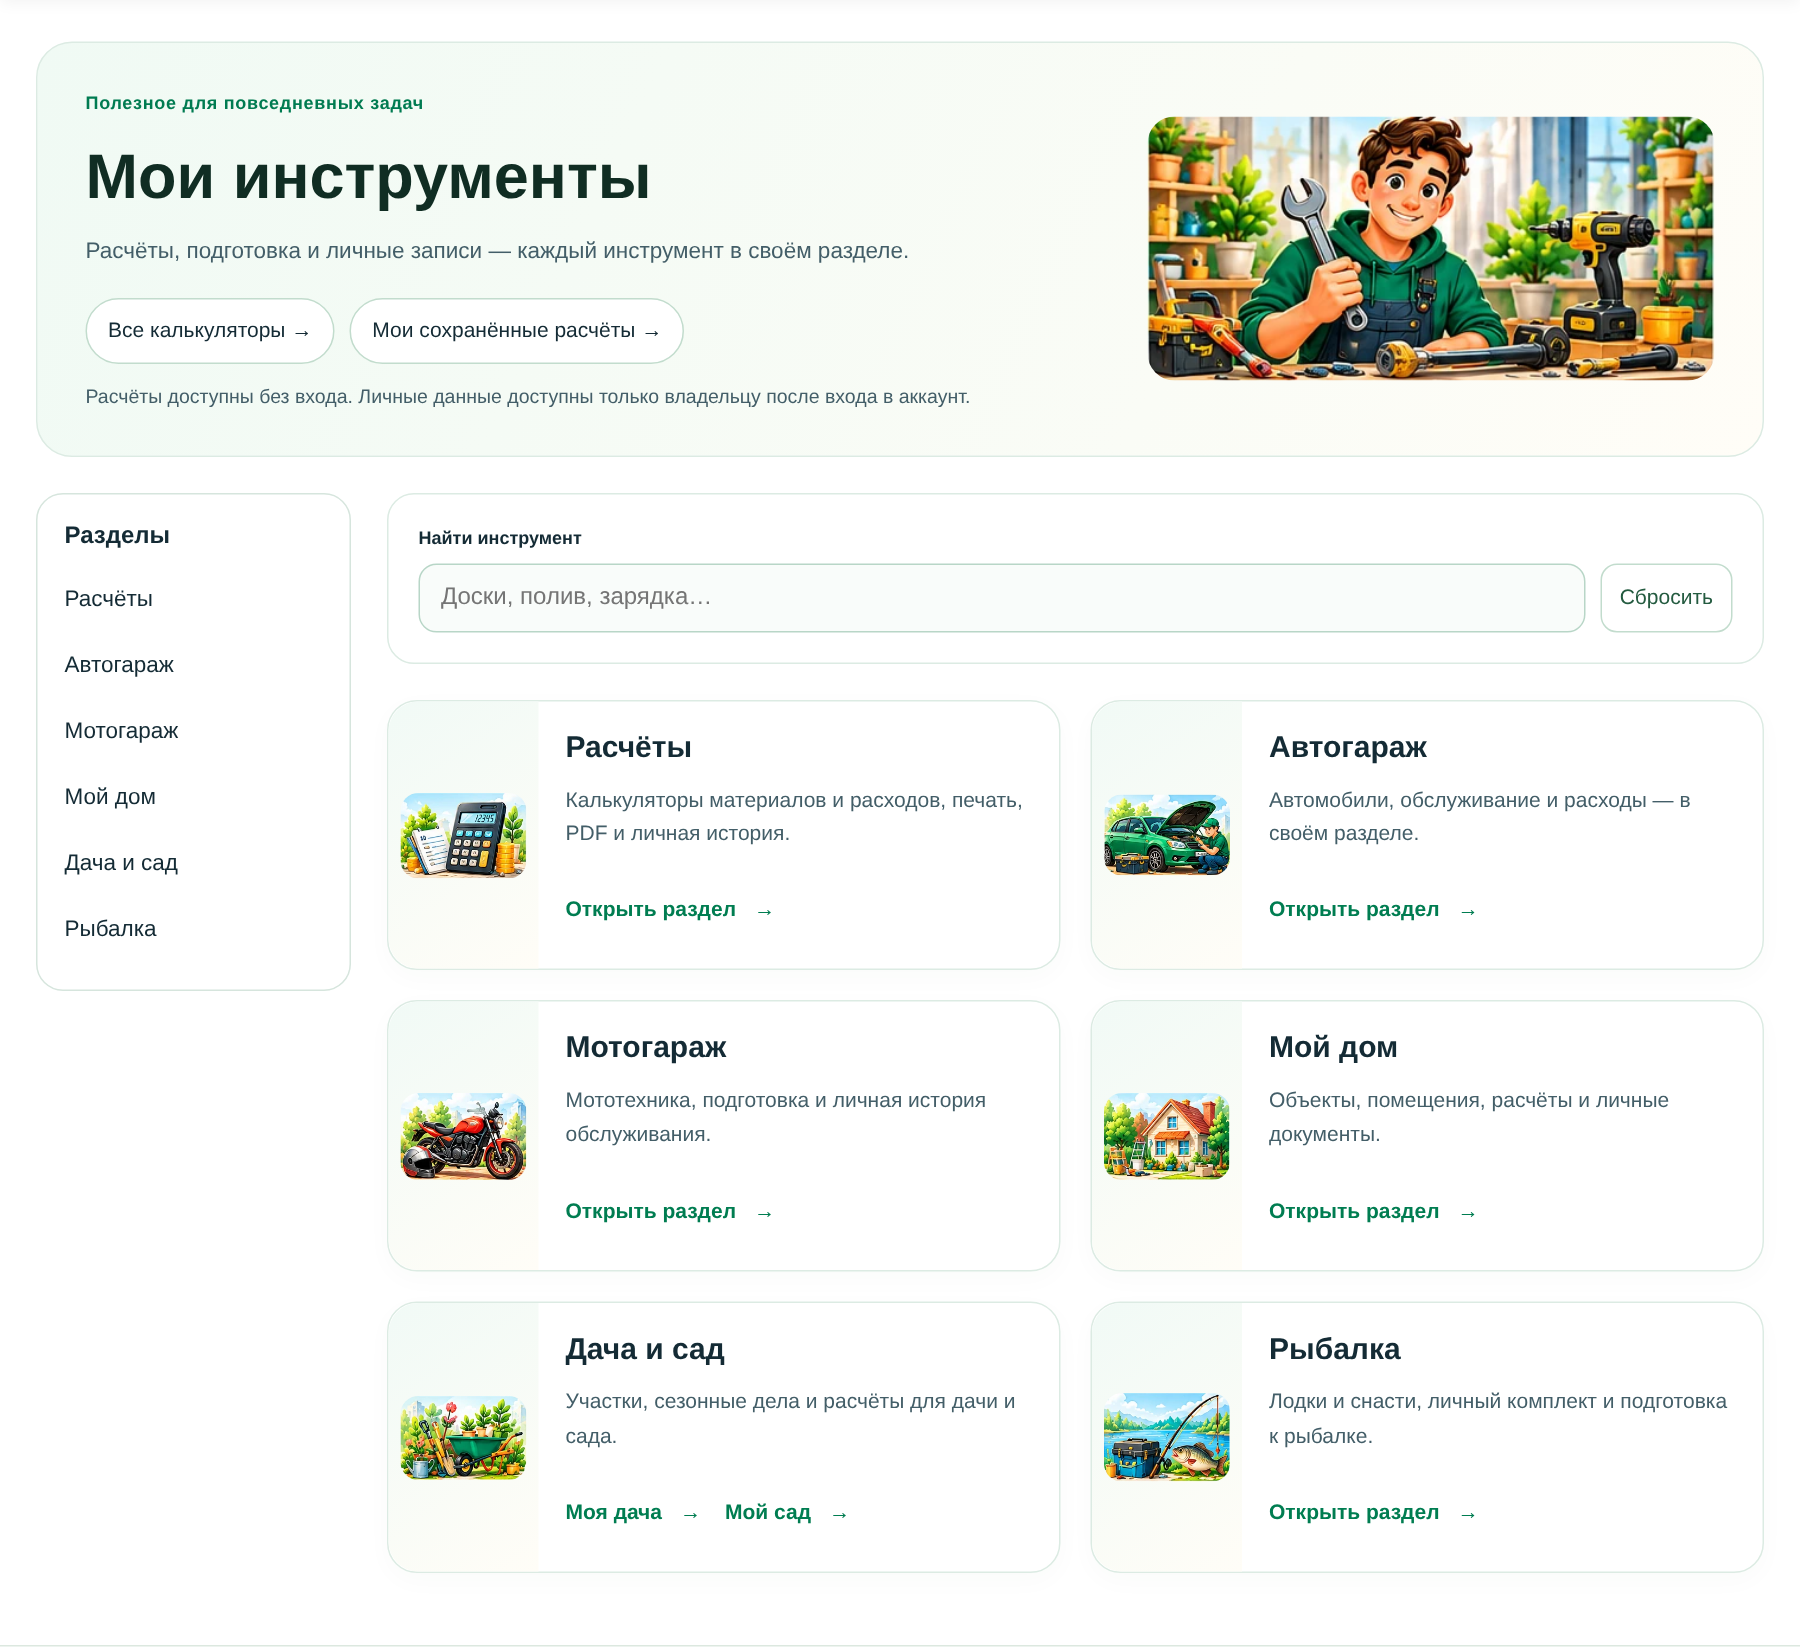 Полезное для повседневных задач
Мои инструменты
Расчёты, подготовка и личные записи — каждый инструмент в своём разделе.
Все калькуляторы →
Мои сохранённые расчёты →
Расчёты доступны без входа. Личные данные доступны только владельцу после входа в аккаунт.
Разделы
Расчёты
Автогараж
Мотогараж
Мой дом
Дача и сад
Рыбалка
Найти инструмент
Доски, полив, зарядка…
Сбросить
Расчёты
Калькуляторы материалов и расходов, печать,
PDF и личная история.
Открыть раздел →
Автогараж
Автомобили, обслуживание и расходы — в
своём разделе.
Открыть раздел →
Мотогараж
Мототехника, подготовка и личная история
обслуживания.
Открыть раздел →
Мой дом
Объекты, помещения, расчёты и личные
документы.
Открыть раздел →
Дача и сад
Участки, сезонные дела и расчёты для дачи и
сада.
Моя дача → Мой сад →
Рыбалка
Лодки и снасти, личный комплект и подготовка
к рыбалке.
Открыть раздел →